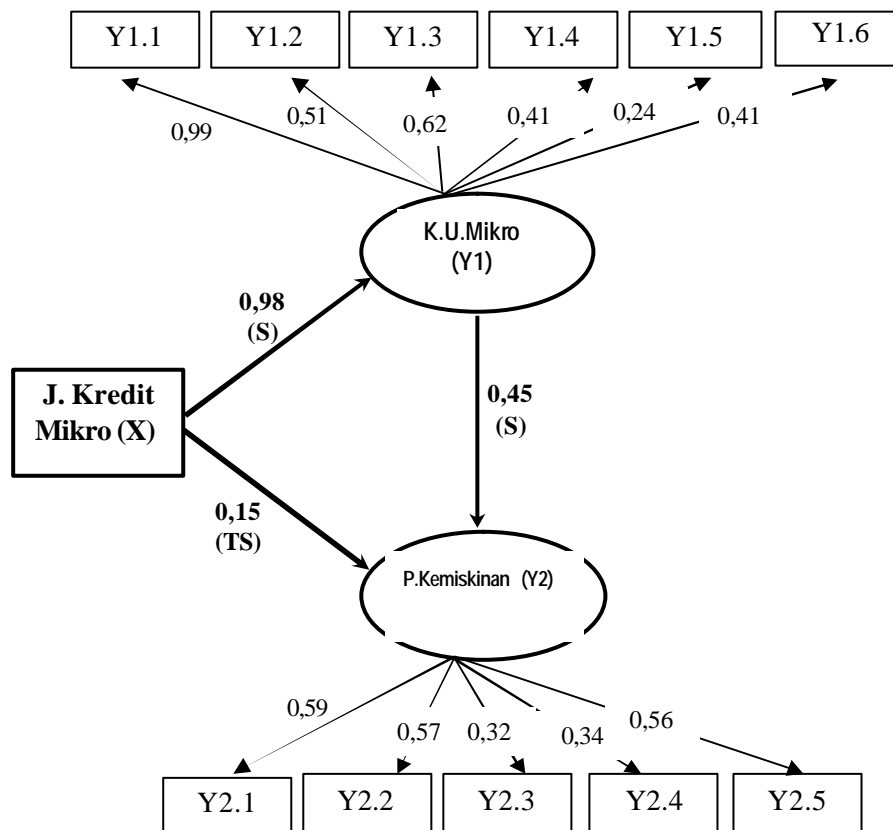 Y1.1
Y1.2
Y1.3
Y1.4
Y1.5
Y1.6
0,99
0,51
0,62
0,41
0,24
0,41
K.U.Mikro
(Y1)
0,98
(S)
J. Kredit
Mikro (X)
0,45
(S)
0,15
(TS)
P.Kemiskinan (Y2)
0,59
0,57
0,32
0,34
0,56
Y2.1
Y2.2
Y2.3
Y2.4
Y2.5